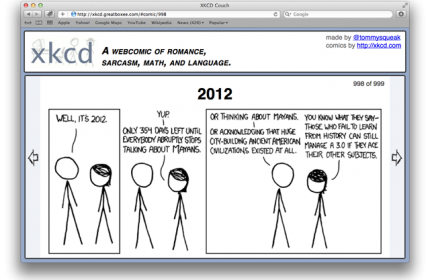 XKCD Couch
http://xkcd.greatboxee.com/#comic/998
Google
Apple Yahoo! Google Maps YouTube Wikipedia News (459) Popular
made by @tommysqueak
comics by http://xkcd.com
xkcd
A WEBCOMIC OF ROMANCE,
SARCASM, MATH, AND LANGUAGE.
998 of 999
2012
WELL, IT'S 2012.
YUP.
ONLY 354 DAYS LEFT UNTIL
EVERYBODY ABRUPTLY STOPS
TALKING ABOUT MAYANS.
OR THINKING ABOUT MAYANS.
OR ACKNOWLEDGING THAT HUGE
CITY-BUILDING ANCIENT AMERICAN
CIVILIZATIONS EXISTED AT ALL.
YOU KNOW WHAT THEY SAY—
THOSE WHO FAIL TO LEARN
FROM HISTORY CAN STILL
MANAGE A 3.0 IF THEY ACE
THEIR OTHER SUBJECTS.